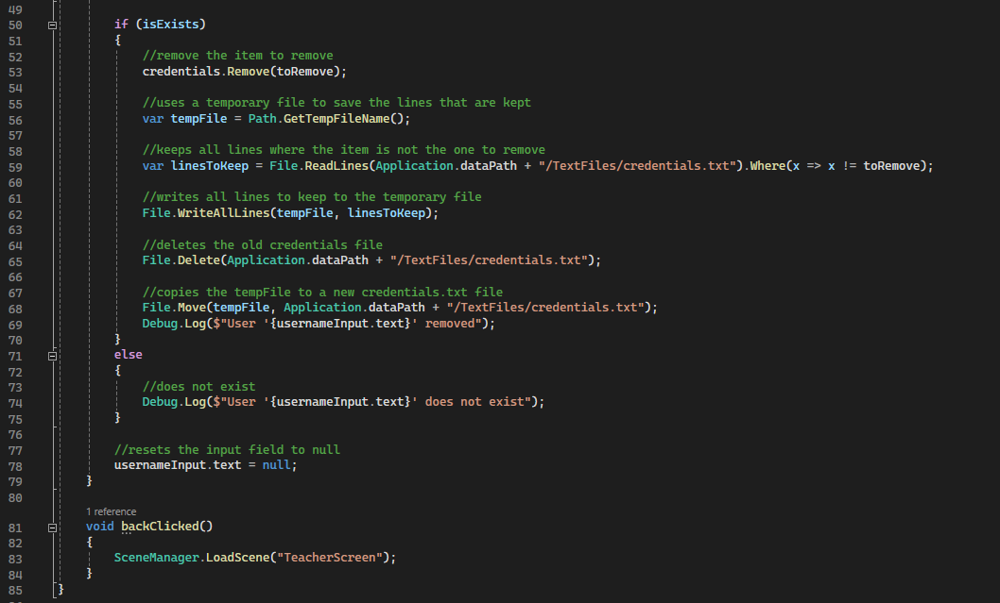 49
50 if (isExists)
51 {
52 //remove the item to remove
53 credentials.Remove(toRemove);
54
55 //uses a temporary file to save the lines that are kept
56 var tempFile = Path.GetTempFileName();
57
58 //keeps all lines where the item is not the one to remove
59 var linesToKeep = File.ReadLines(Application.dataPath + "/TextFiles/credentials.txt").Where(x => x != toRemove);
60
61 //writes all lines to keep to the temporary file
62 File.WriteAllLines(tempFile, linesToKeep);
63
64 //deletes the old credentials file
65 File.Delete(Application.dataPath + "/TextFiles/credentials.txt");
66
67 //copies the tempFile to a new credentials.txt file
68 File.Move(tempFile, Application.dataPath + "/TextFiles/credentials.txt");
69 Debug.Log($"User '{usernameInput.text}' removed");
70 }
71 else
72 {
73 //does not exist
74 Debug.Log($"User '{usernameInput.text}' does not exist");
75 }
76
77 //resets the input field to null
78 usernameInput.text = null;
79 }
80
1 reference
81 void backClicked()
82 {
83 SceneManager.LoadScene("TeacherScreen");
84 }
85 }